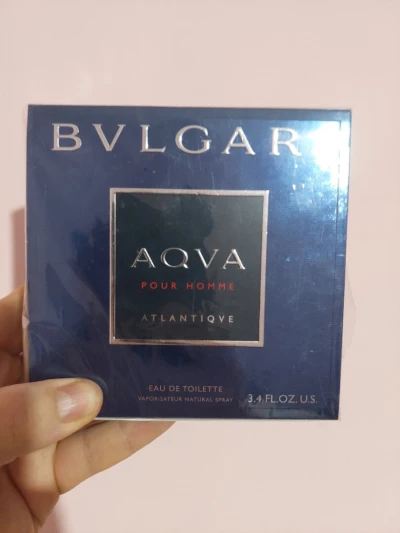 BVLGAR
AQVA
POUR HOMME
ATLANTIQVE
EAU DE TOILETTE
VAPORISATEUR NATURAL SPRAY
3.4 FL.OZ. U.S.